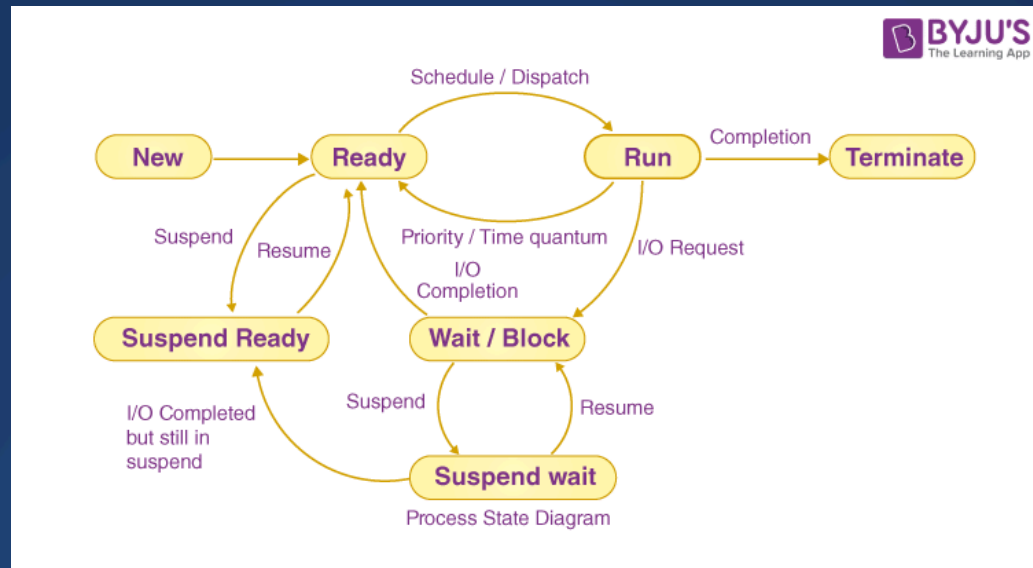 BYJU'S
The Learning App
Schedule / Dispatch
New
Ready
Run
Completion
Terminate
Suspend
Resume
Priority / Time quantum
I/O Request
I/O
Completion
Suspend Ready
Wait / Block
I/O Completed
but still in
suspend
Suspend
Resume
Suspend wait
Process State Diagram